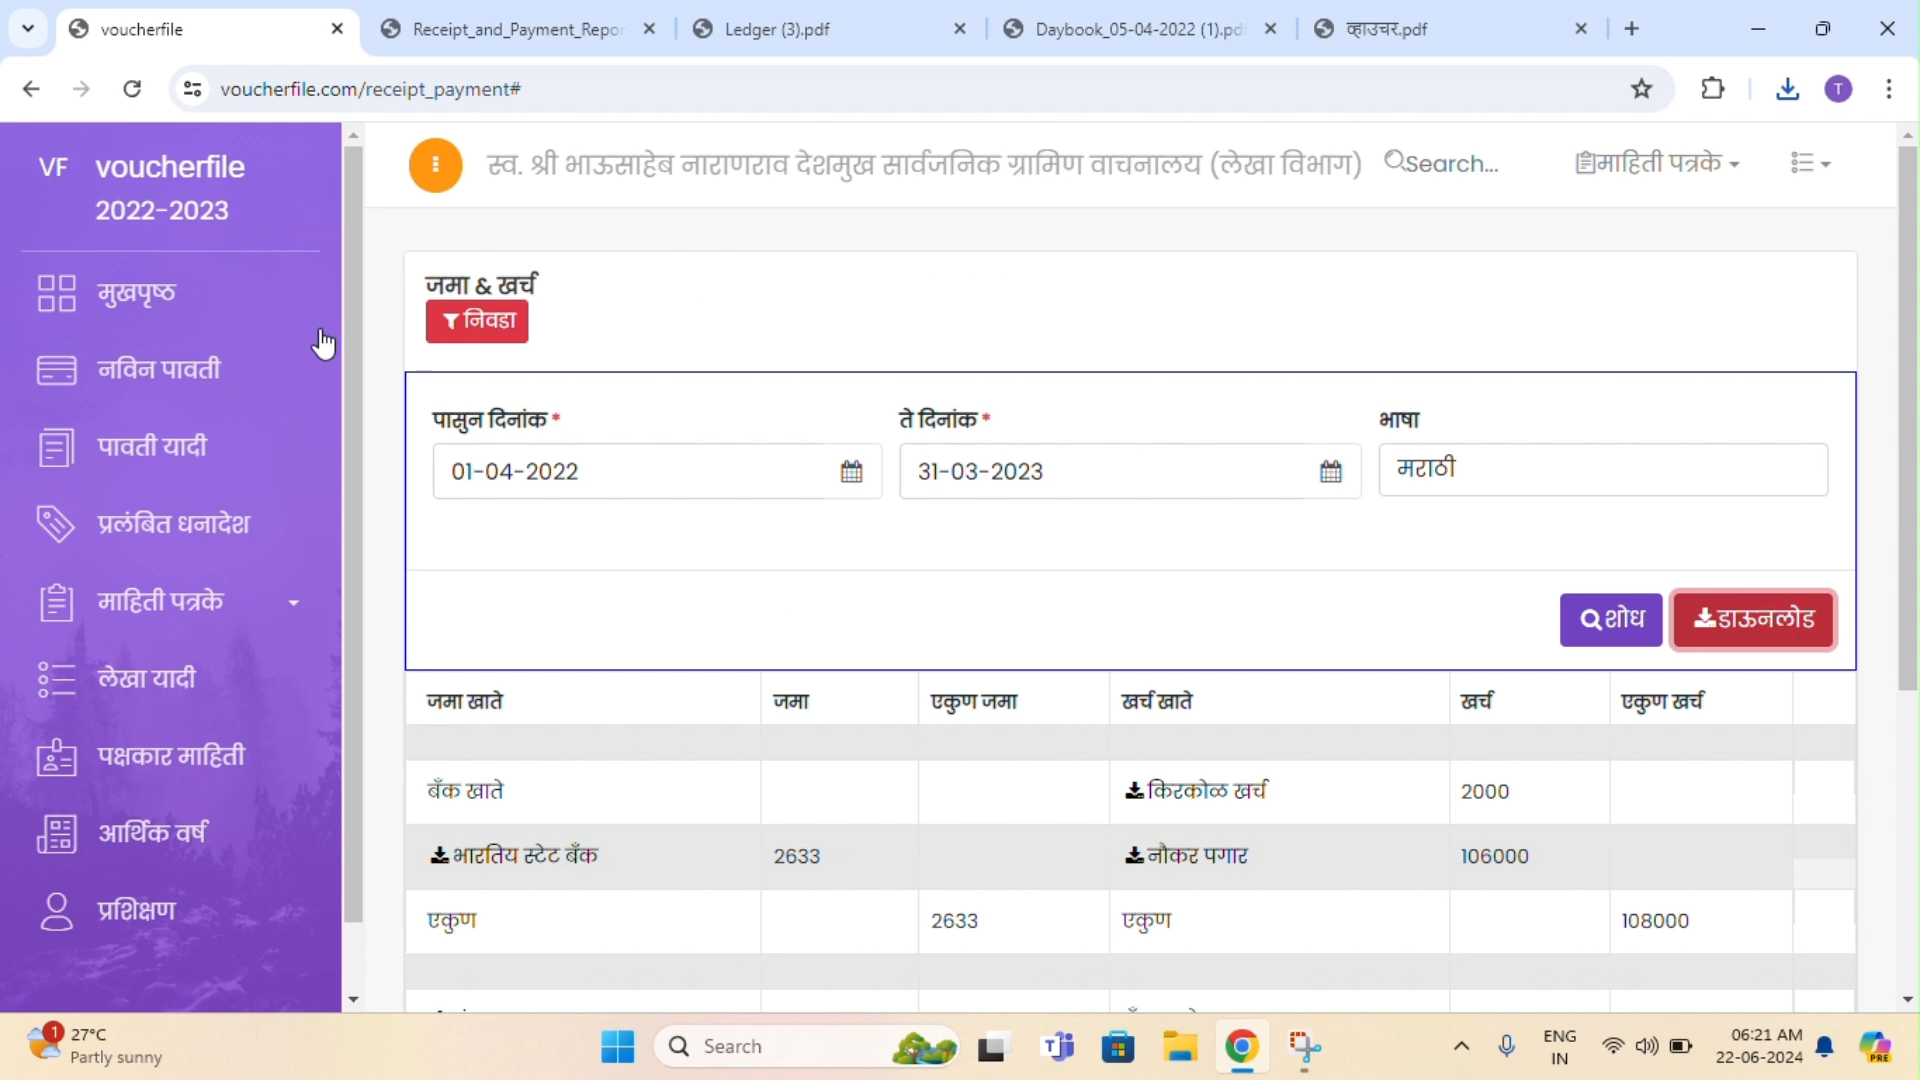 voucherfile
Receipt_and_Payment_Repor
Ledger (3).pdf
Daybook_05-04-2022 (1).pd
व्हाउचर.pdf
voucherfile.com/receipt_payment#
T
VF voucherfile
2022-2023
मुखपृष्ठ
नविन पावती
पावती यादी
प्रलंबित धनादेश
माहिती पत्रके
लेखा यादी
पक्षकार माहिती
आर्थिक वर्ष
प्रशिक्षण
स्व. श्री भाऊसाहेब नाराणराव देशमुख सार्वजनिक ग्रामिण वाचनालय (लेखा विभाग)
Search...
माहिती पत्रके
जमा & खर्च
निवडा
पासुन दिनांक * ते दिनांक * भाषा
01-04-2022 31-03-2023 मराठी
शोध डाऊनलोड
जमा खाते जमा एकुण जमा खर्च खाते खर्च एकुण खर्च
बँक खाते किरकोळ खर्च 2000
भारतिय स्टेट बँक 2633 नौकर पगार 106000
एकुण 2633 एकुण 108000
1
27°C
Partly sunny
Search
ENG
IN
06:21 AM
22-06-2024
PRE